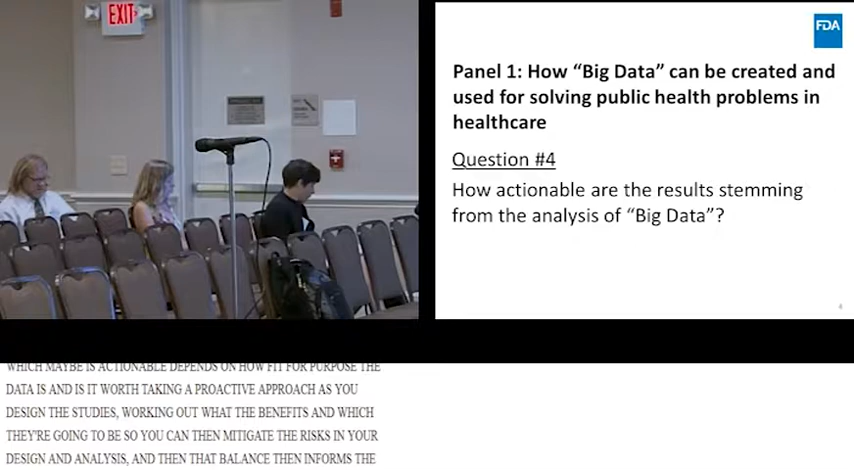 EXIT
FDA
Panel 1: How “Big Data” can be created and
used for solving public health problems in
healthcare
Question #4
How actionable are the results stemming
from the analysis of “Big Data”?
4
WHICH MAYBE IS ACTIONABLE DEPENDS ON HOW FIT FOR PURPOSE THE
DATA IS AND IS IT WORTH TAKING A PROACTIVE APPROACH AS YOU
DESIGN THE STUDIES, WORKING OUT WHAT THE BENEFITS AND WHICH
THEY'RE GOING TO BE SO YOU CAN THEN MITIGATE THE RISKS IN YOUR
DESIGN AND ANALYSIS, AND THEN THAT BALANCE THEN INFORMS THE